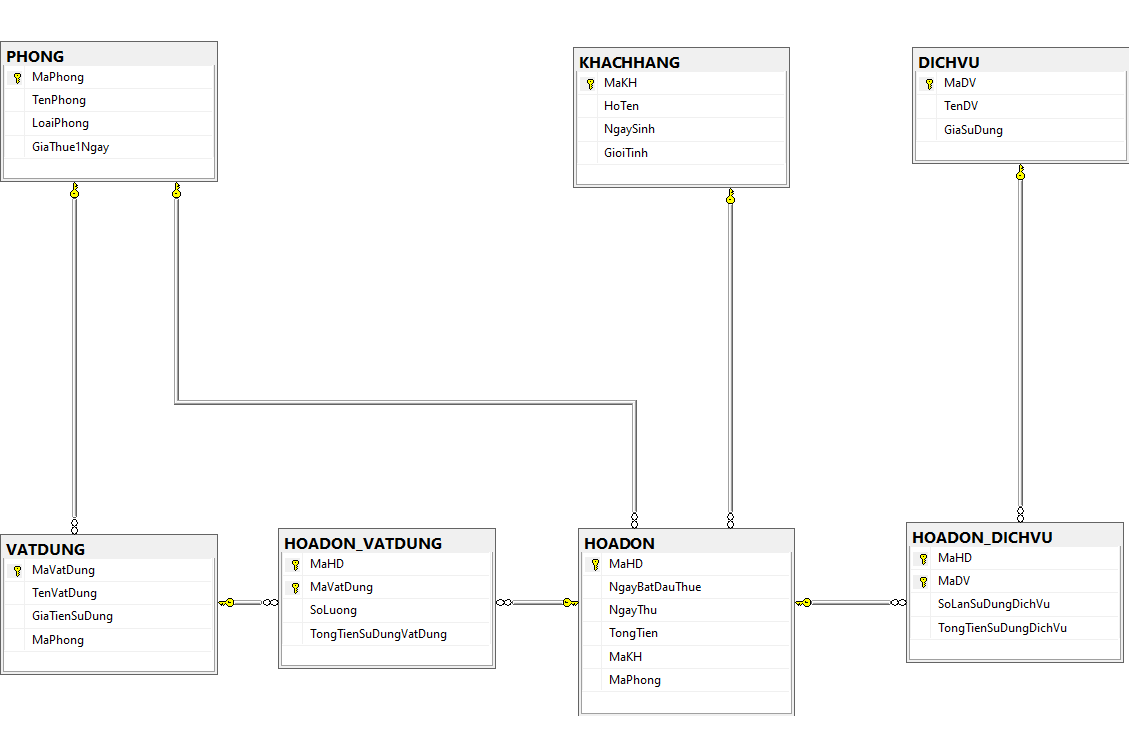 PHONG
MaPhong
TenPhong
LoaiPhong
GiaThue1Ngay
KHACHHANG
MaKH
HoTen
NgaySinh
GioiTinh
DICHVU
MaDV
TenDV
GiaSuDung
VATDUNG
MaVatDung
TenVatDung
GiaTienSuDung
MaPhong
HOADON_VATDUNG
MaHD
MaVatDung
SoLuong
TongTienSuDungVatDung
HOADON
MaHD
NgayBatDauThue
NgayThu
TongTien
MaKH
MaPhong
HOADON_DICHVU
MaHD
MaDV
SoLanSuDungDichVu
TongTienSuDungDichVu